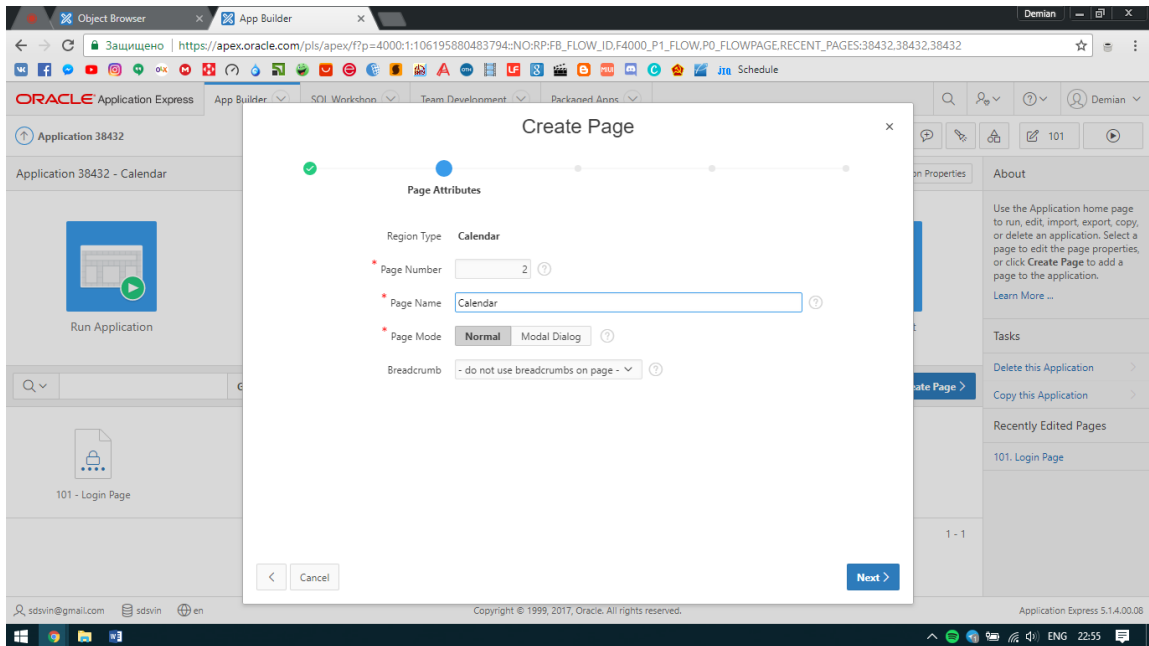 Object Browser
App Builder
Demian
Защищено | https://apex.oracle.com/pls/apex/f?p=4000:1:106195880483794::NO:RP:FB_FLOW_ID,F4000_P1_FLOW,P0_FLOWPAGE,RECENT_PAGES:38432,38432,38432
Schedule
ORACLE Application Express App Builder SQL Workshop Team Development Packaged Apps Demian
Application 38432
Create Page
101
Application 38432 - Calendar
on Properties
About
Page Attributes
Use the Application home page
to run, edit, import, export, copy,
or delete an application. Select a
page to edit the page properties,
or click Create Page to add a
page to the application.
Learn More ...
Region Type Calendar
* Page Number 2
* Page Name Calendar
* Page Mode Normal Modal Dialog
Breadcrumb - do not use breadcrumbs on page -
Run Application
Tasks
Delete this Application
Copy this Application
eate Page >
Recently Edited Pages
101. Login Page
101 - Login Page
1 - 1
Cancel
Next >
sdsvin@gmail.com sdsvin en
Copyright © 1999, 2017, Oracle. All rights reserved.
Application Express 5.1.4.00.08
ENG 22:55